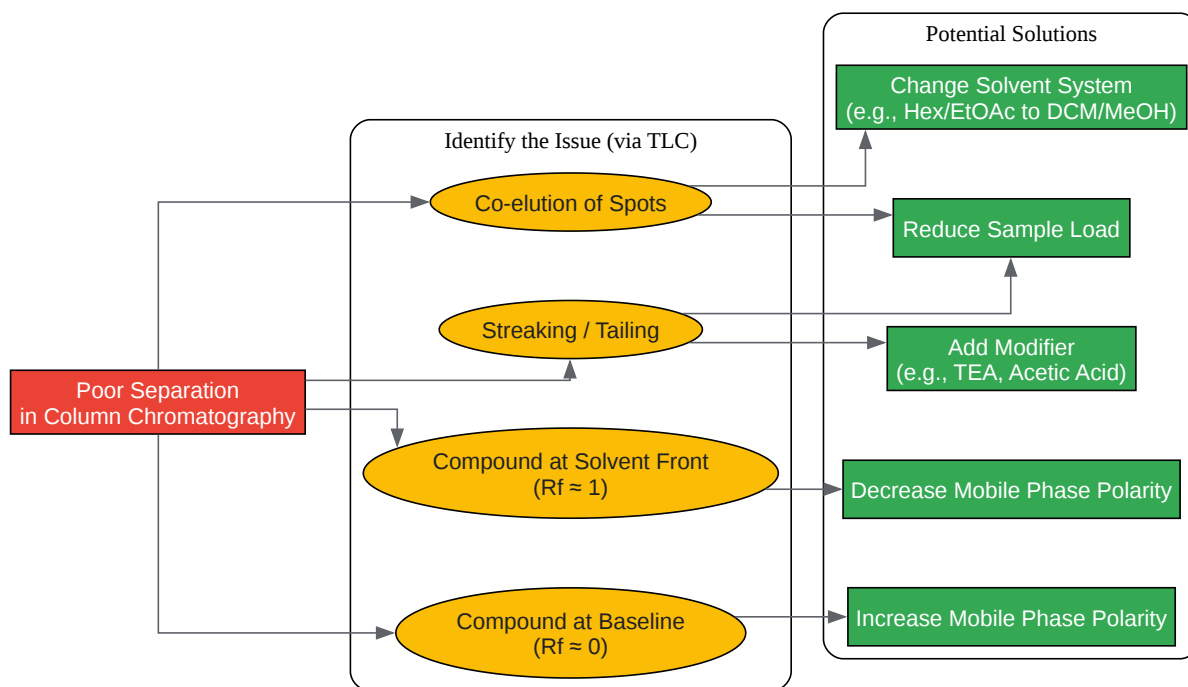 Potential Solutions
Change Solvent System
(e.g., Hex/EtOAc to DCM/MeOH)
Identify the Issue (via TLC)
Co-elution of Spots
Reduce Sample Load
Streaking / Tailing
Add Modifier
(e.g., TEA, Acetic Acid)
Poor Separation
in Column Chromatography
Compound at Solvent Front
(Rf ≈ 1)
Decrease Mobile Phase Polarity
Compound at Baseline
(Rf ≈ 0)
Increase Mobile Phase Polarity